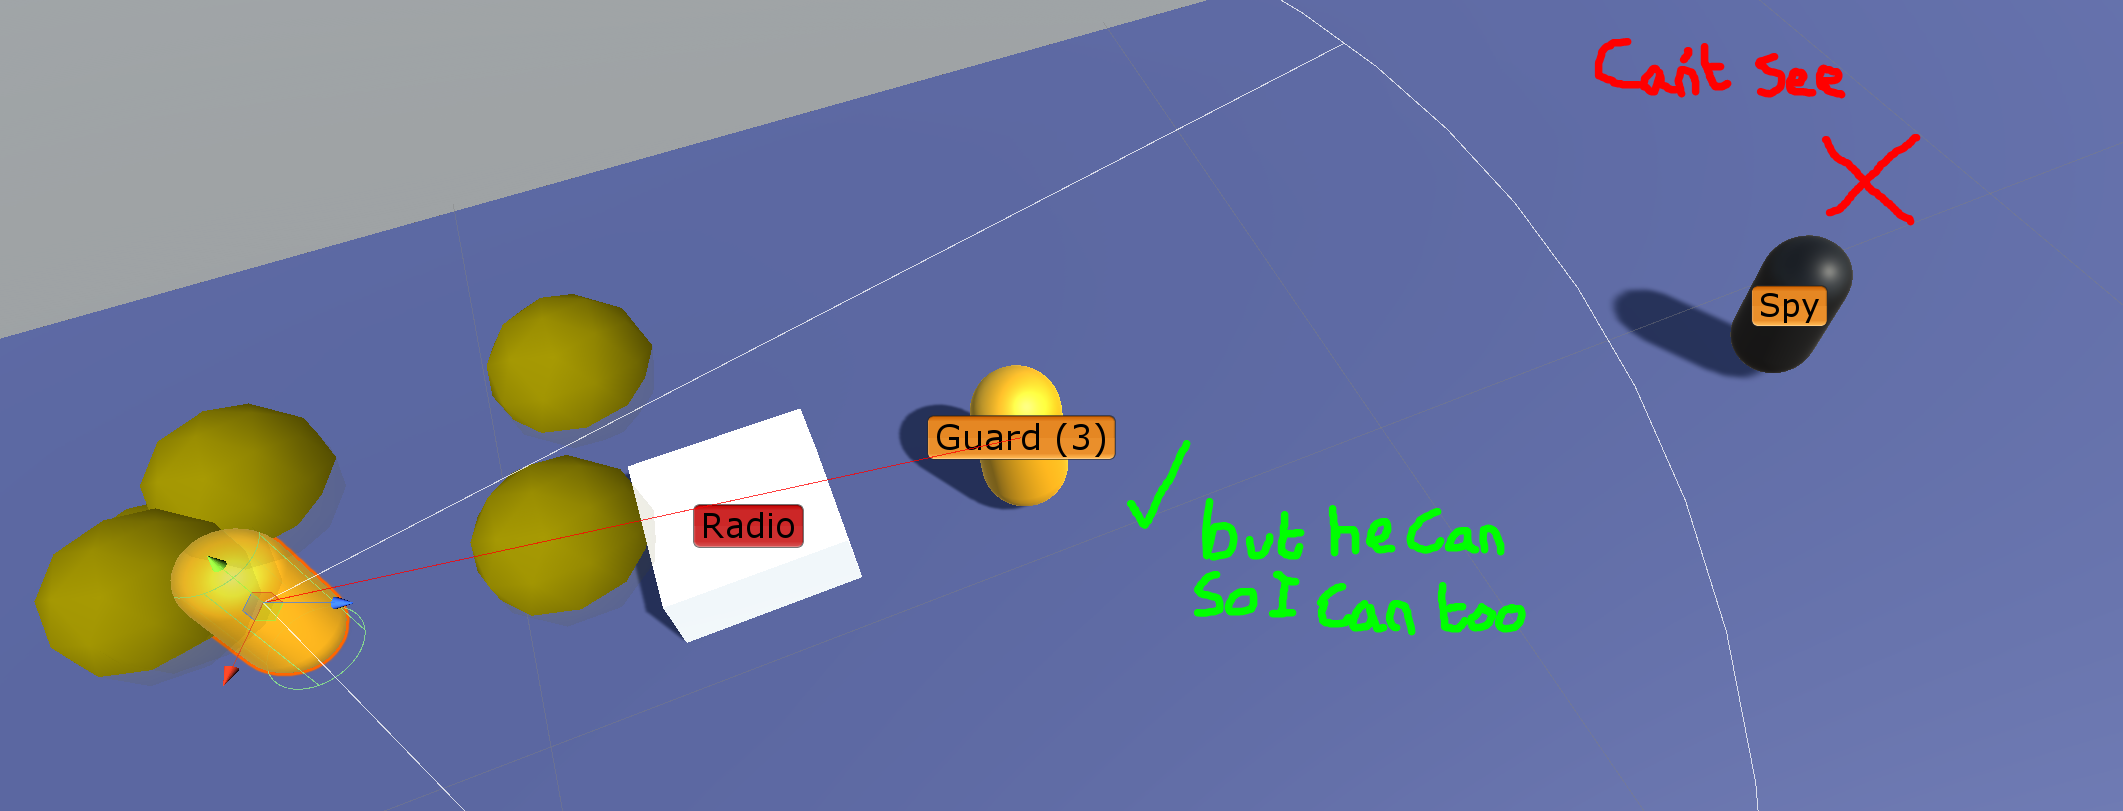 Can't see
Spy
Guard (3)
Radio
but he can
So I can too